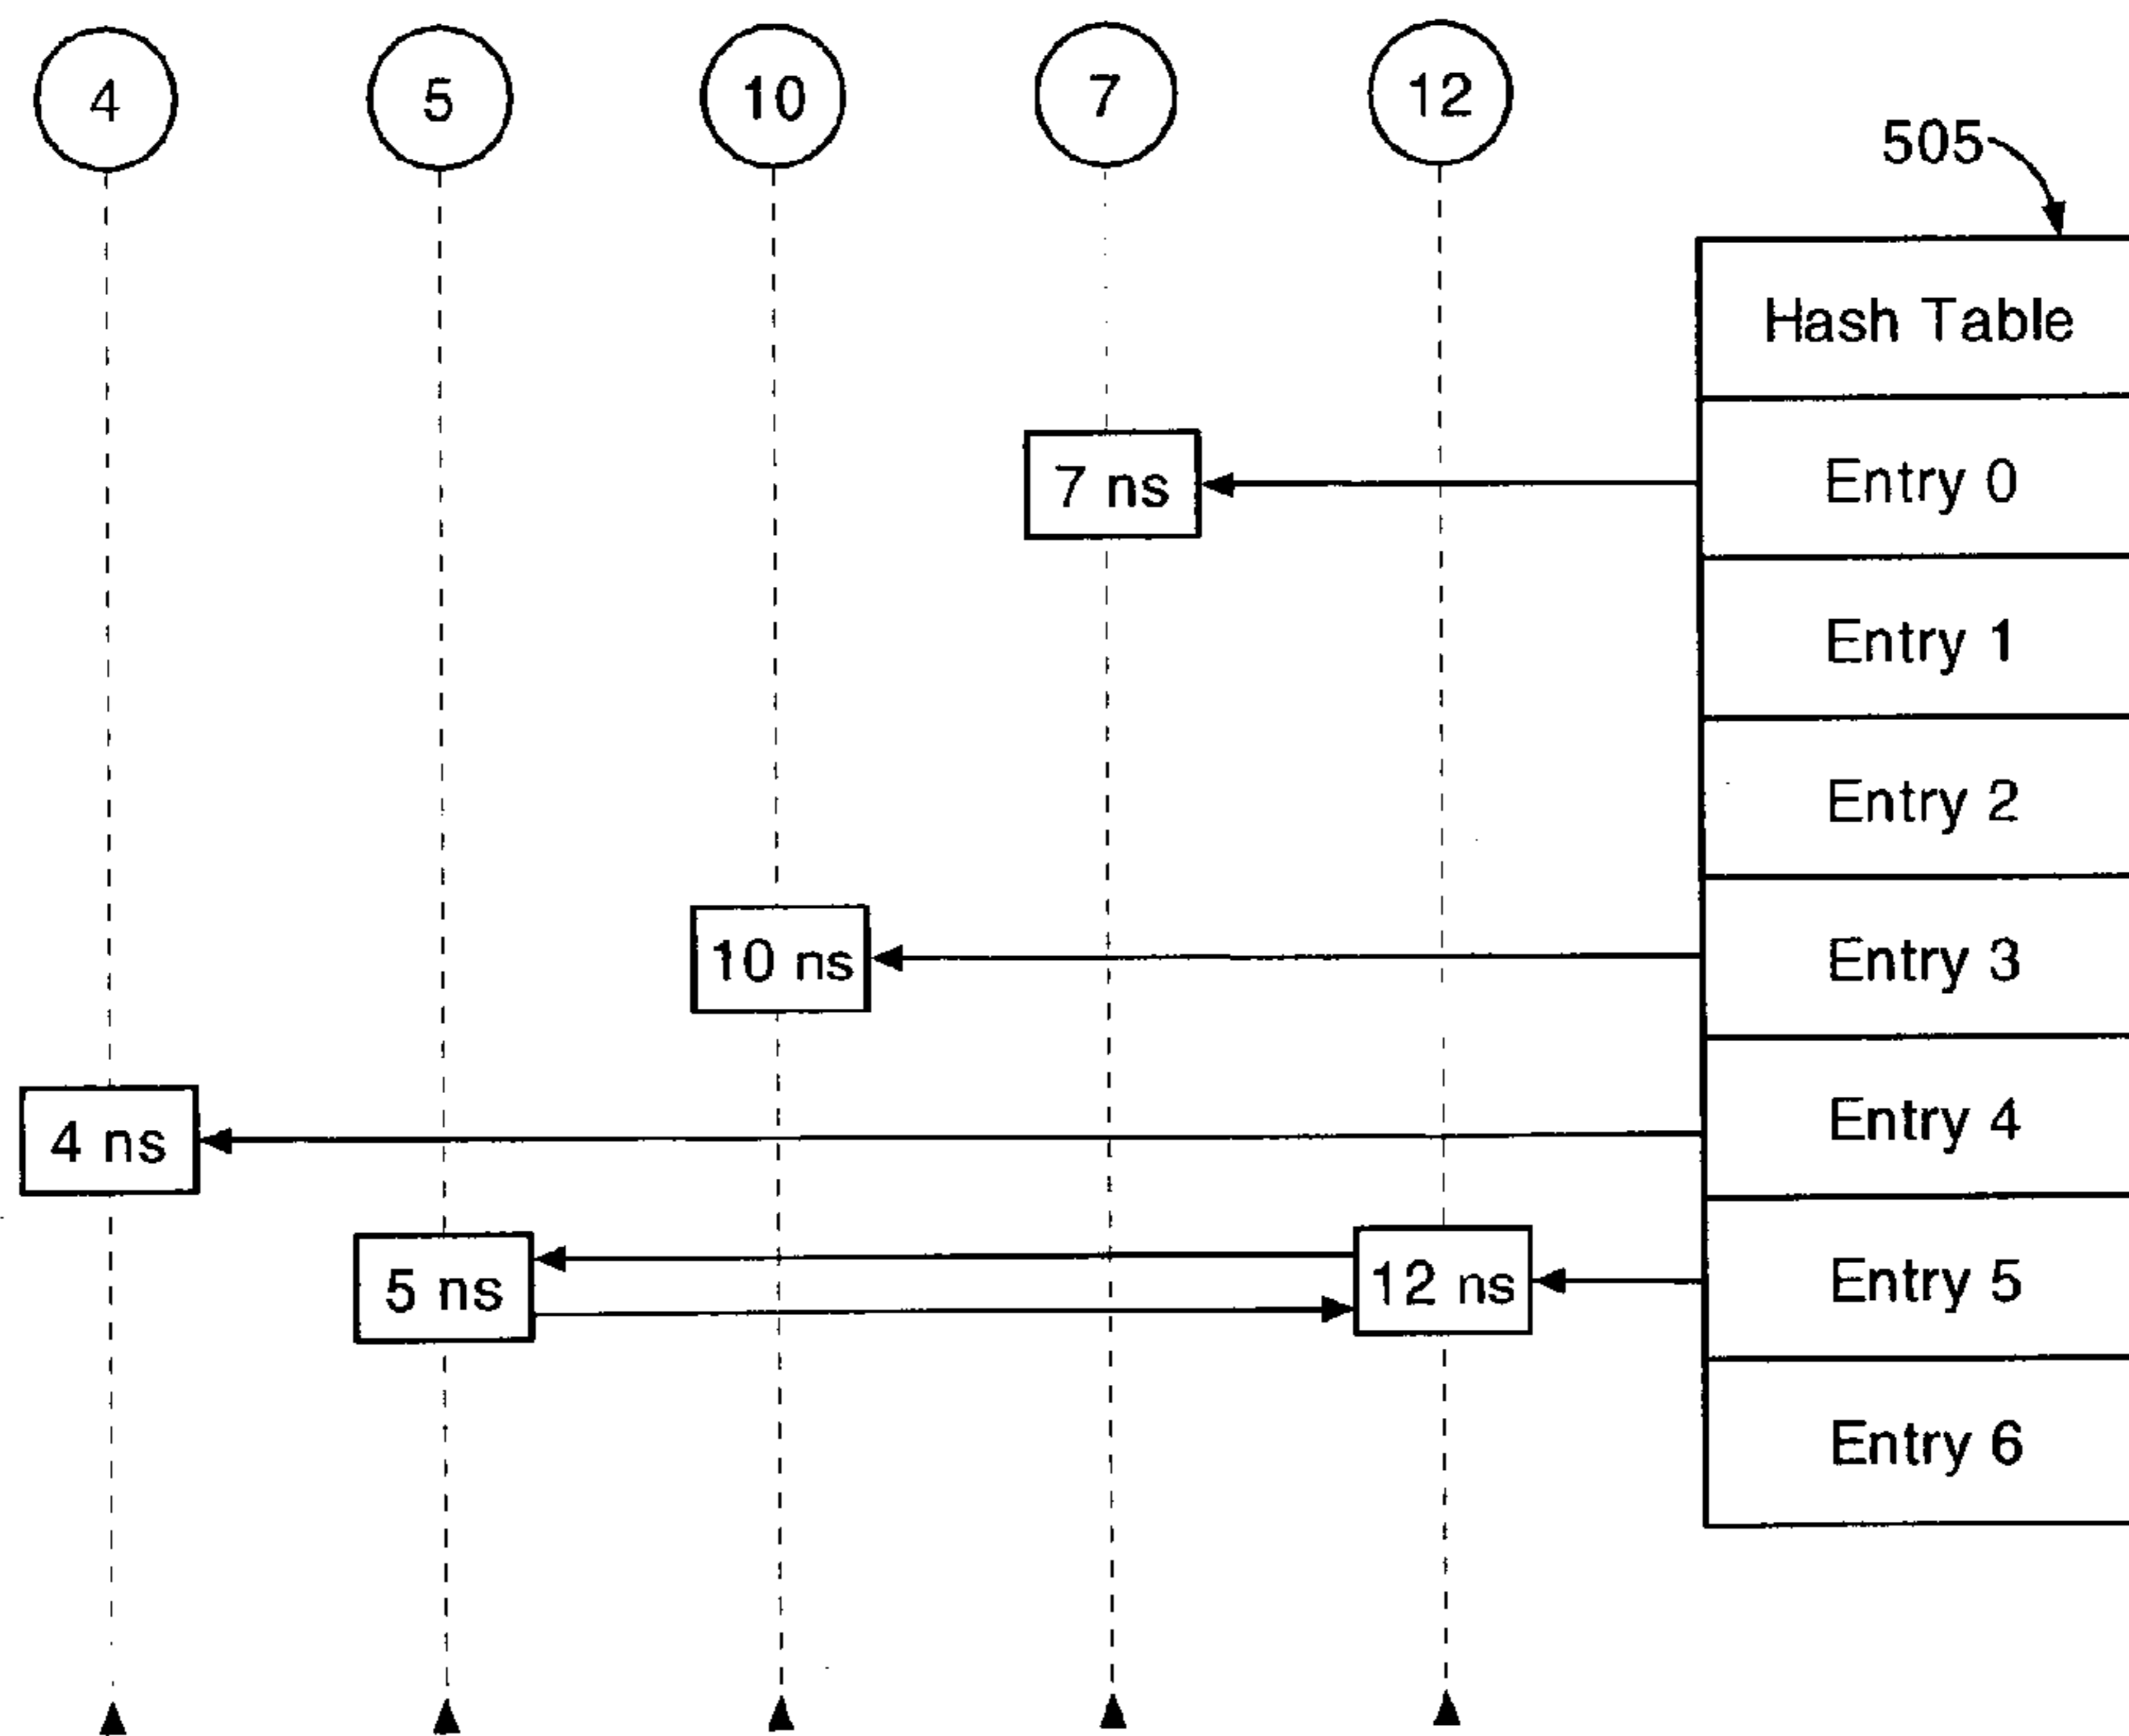 4
5
10
7
12
505
Hash Table
7 ns
Entry 0
Entry 1
Entry 2
10 ns
Entry 3
4 ns
Entry 4
5 ns
12 ns
Entry 5
Entry 6